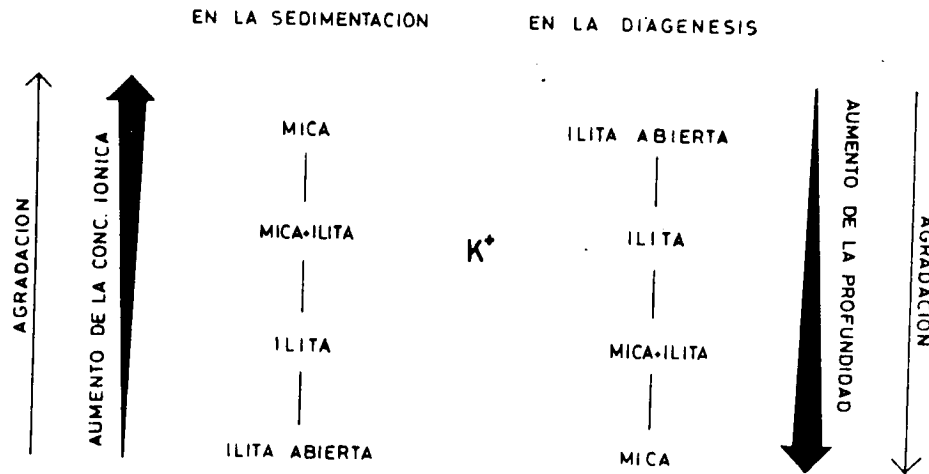 EN LA SEDIMENTACION
EN LA DIAGENESIS
AGRADACION
AUMENTO DE LA CONC. IONICA
MICA
MICA+ILITA
ILITA
ILITA ABIERTA
K⁺
ILITA ABIERTA
ILITA
MICA+ILITA
MICA
AUMENTO DE LA PROFUNDIDAD
AGRADACION